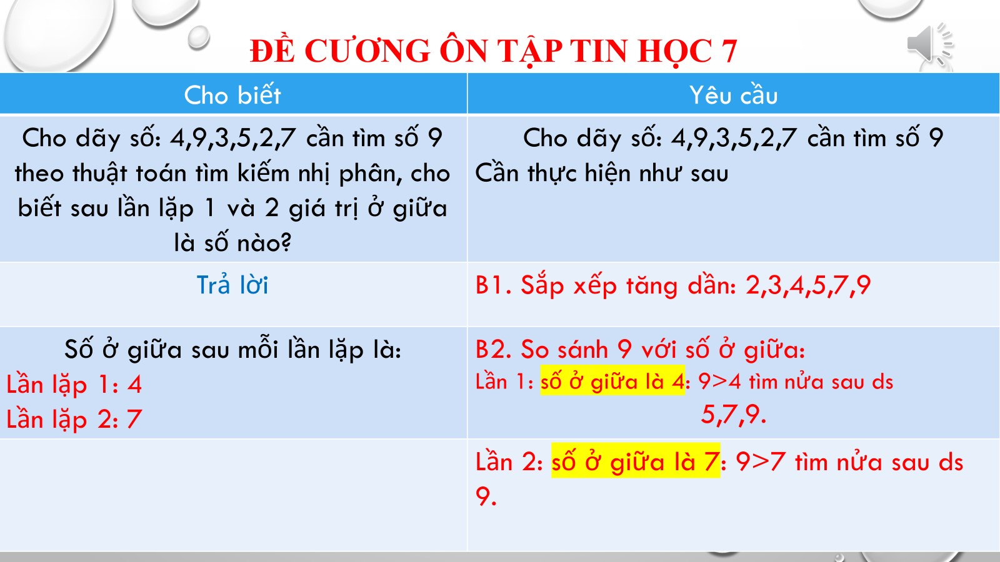 ĐỀ CƯƠNG ÔN TẬP TIN HỌC 7
Cho biết
Yêu cầu
Cho dãy số: 4,9,3,5,2,7 cần tìm số 9
theo thuật toán tìm kiếm nhị phân, cho
biết sau lần lặp 1 và 2 giá trị ở giữa
là số nào?
Cho dãy số: 4,9,3,5,2,7 cần tìm số 9
Cần thực hiện như sau
Trả lời
B1. Sắp xếp tăng dần: 2,3,4,5,7,9
Số ở giữa sau mỗi lần lặp là:
Lần lặp 1: 4
Lần lặp 2: 7
B2. So sánh 9 với số ở giữa:
Lần 1: số ở giữa là 4: 9>4 tìm nửa sau ds
5,7,9.
Lần 2: số ở giữa là 7: 9>7 tìm nửa sau ds
9.